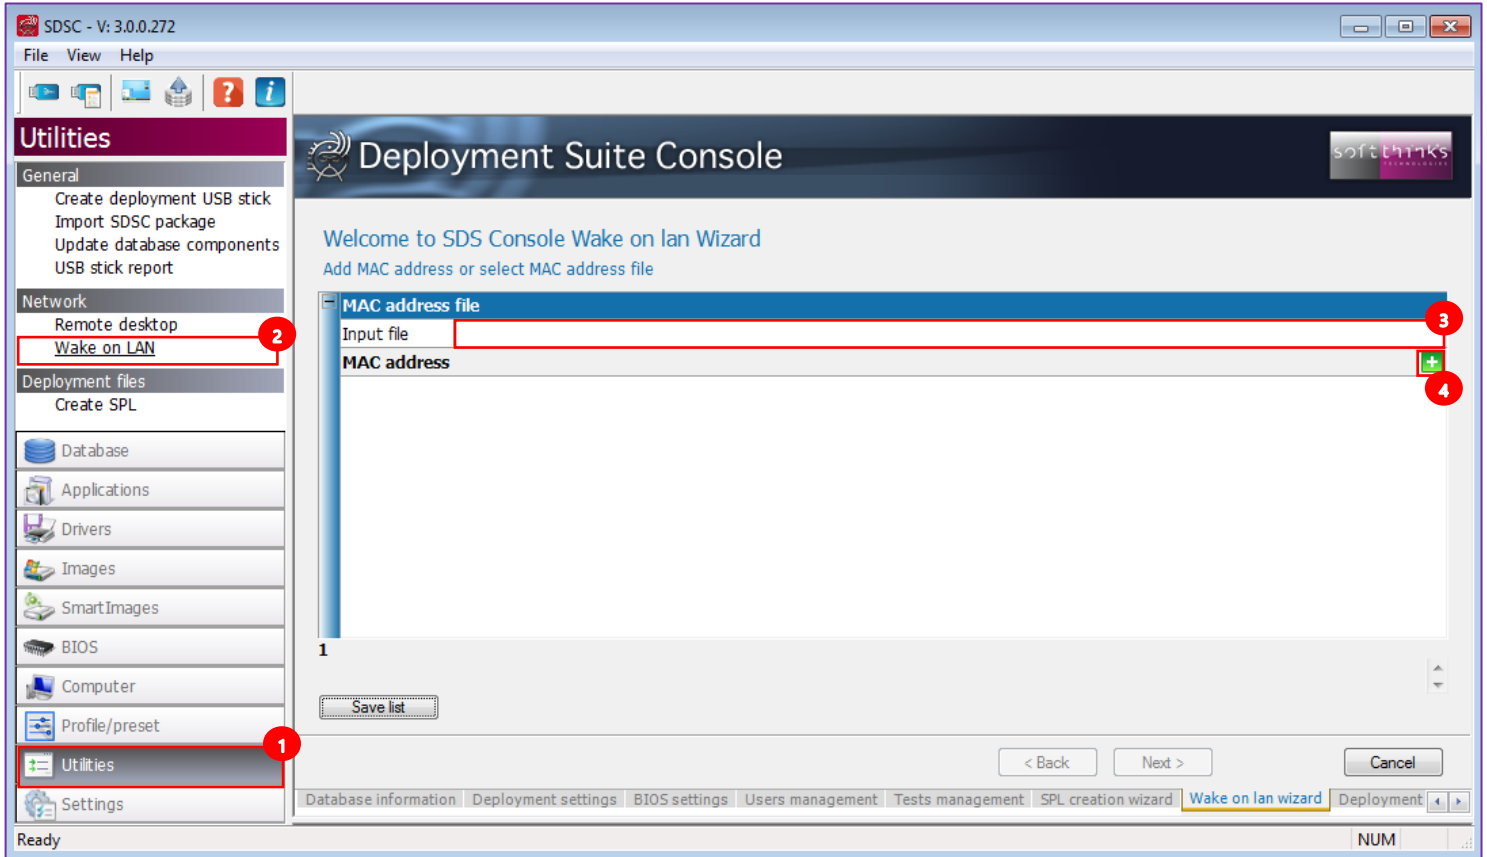 SDSC - V: 3.0.0.272
File View Help
Utilities
General
Create deployment USB stick
Import SDSC package
Update database components
USB stick report
Network
Remote desktop
Wake on LAN
2
Deployment files
Create SPL
Database
Applications
Drivers
Images
SmartImages
BIOS
Computer
Profile/preset
1
Utilities
Settings
Deployment Suite Console
softthinks
TECHNOLOGIES
Welcome to SDS Console Wake on lan Wizard
Add MAC address or select MAC address file
MAC address file
3
Input file
MAC address
4
1
Save list
< Back Next > Cancel
Database information Deployment settings BIOS settings Users management Tests management SPL creation wizard Wake on lan wizard Deployment
Ready NUM